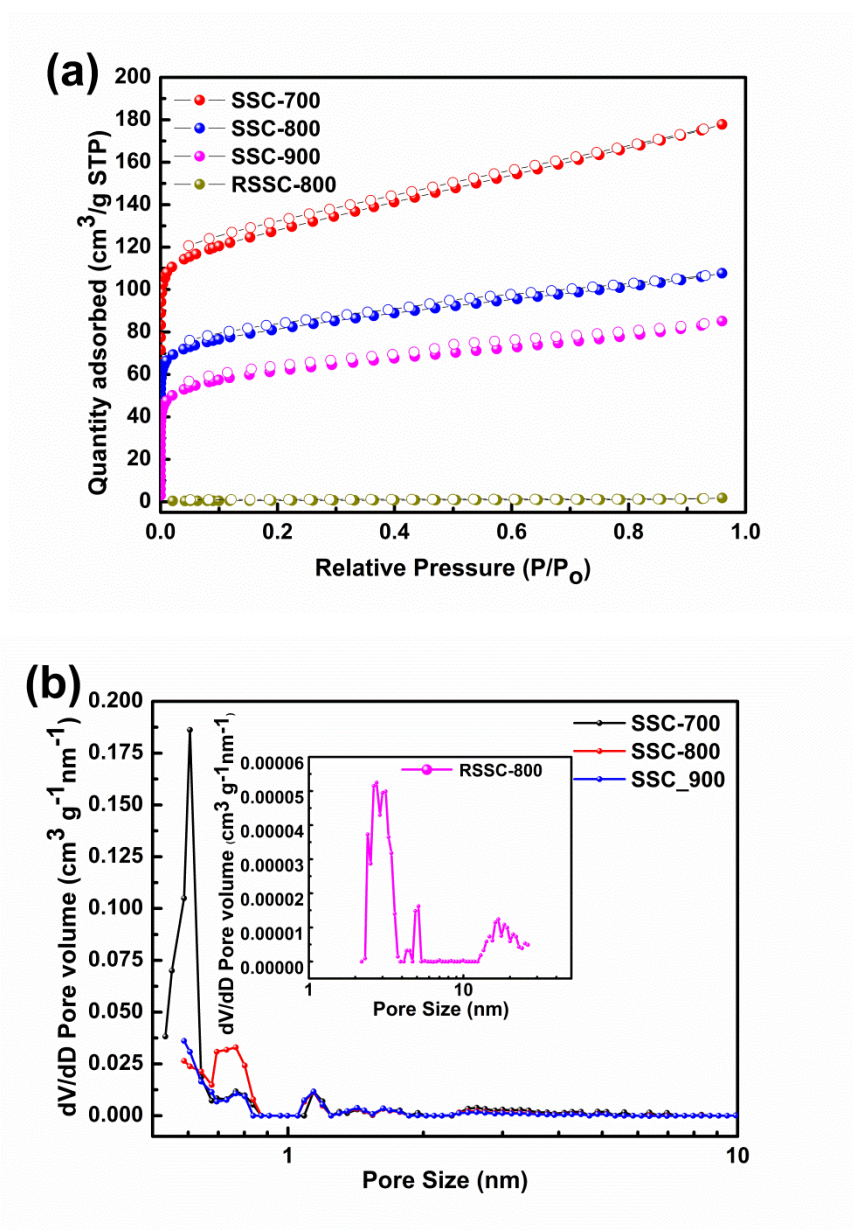 (a)
200
180
160
140
120
100
80
60
40
20
0
Quantity adsorbed (cm3/g STP)
SSC-700
SSC-800
SSC-900
RSSC-800
0.0 0.2 0.4 0.6 0.8 1.0
Relative Pressure (P/Po)
(b)
0.200
0.175
0.150
0.125
0.100
0.075
0.050
0.025
0.000
dV/dD Pore volume (cm3 g-1nm-1)
SSC-700
SSC-800
SSC_900
dV/dD Pore volume (cm3 g-1nm-1)
0.00006
0.00005
0.00004
0.00003
0.00002
0.00001
0.00000
RSSC-800
1 10
Pore Size (nm)
1 10
Pore Size (nm)